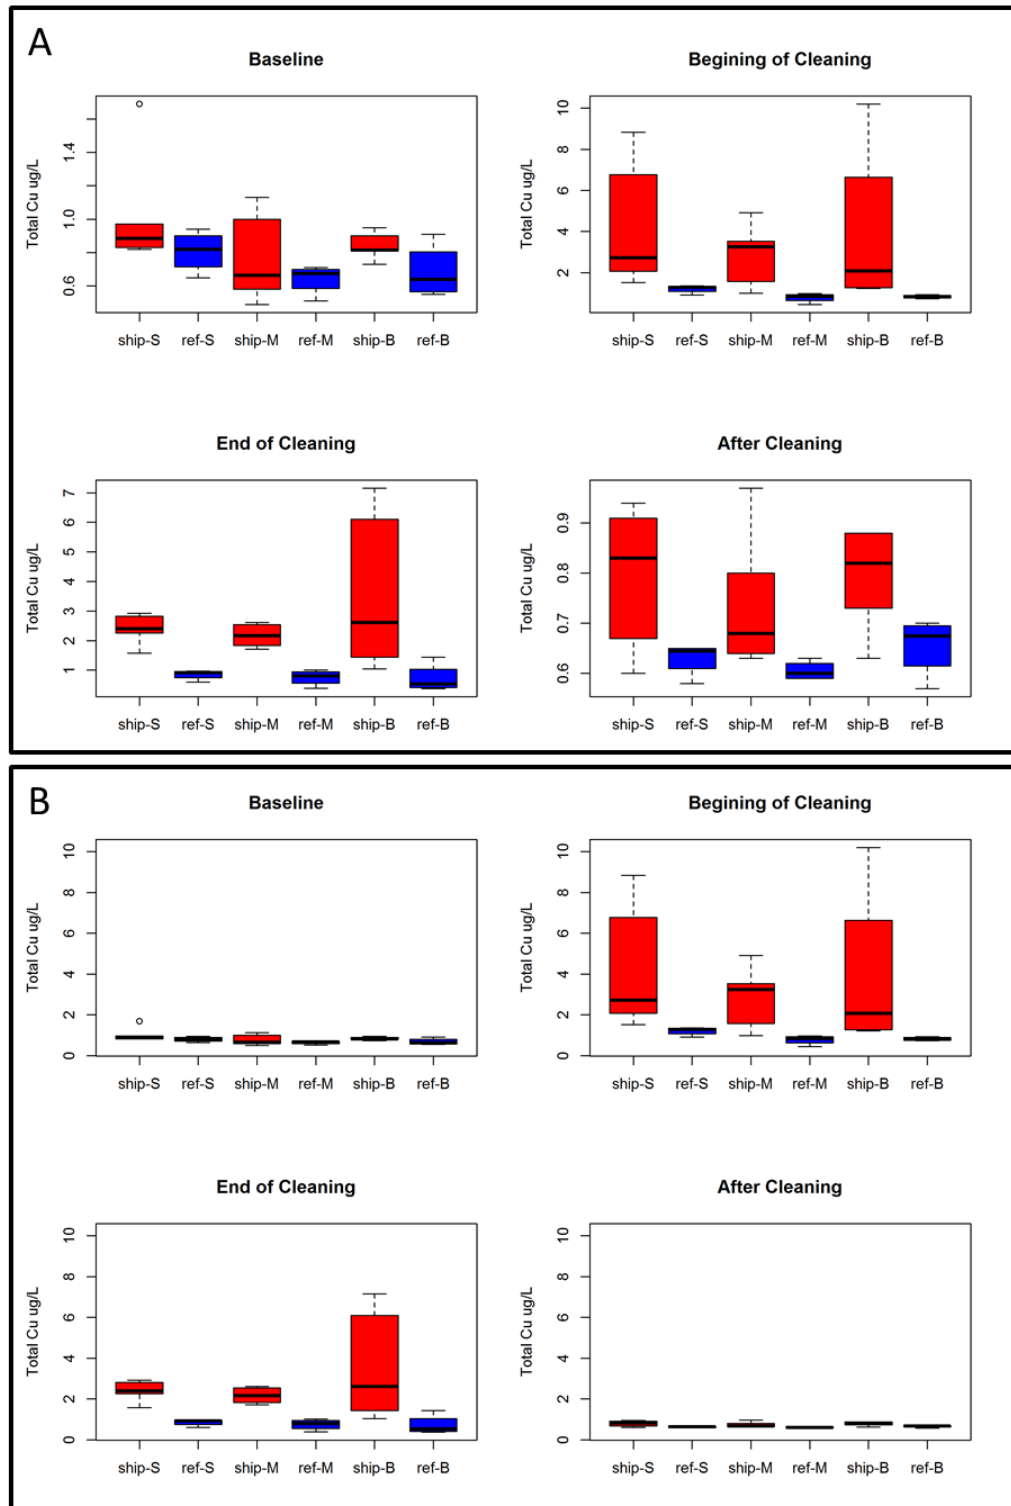 A
Baseline
Total Cu ug/L
0.6 1.0 1.4
ship-S ref-S ship-M ref-M ship-B ref-B
Begining of Cleaning
Total Cu ug/L
2 4 6 8 10
ship-S ref-S ship-M ref-M ship-B ref-B
End of Cleaning
Total Cu ug/L
1 2 3 4 5 6 7
ship-S ref-S ship-M ref-M ship-B ref-B
After Cleaning
Total Cu ug/L
0.6 0.7 0.8 0.9
ship-S ref-S ship-M ref-M ship-B ref-B
B
Baseline
Total Cu ug/L
0 2 4 6 8 10
ship-S ref-S ship-M ref-M ship-B ref-B
Begining of Cleaning
Total Cu ug/L
0 2 4 6 8 10
ship-S ref-S ship-M ref-M ship-B ref-B
End of Cleaning
Total Cu ug/L
0 2 4 6 8 10
ship-S ref-S ship-M ref-M ship-B ref-B
After Cleaning
Total Cu ug/L
0 2 4 6 8 10
ship-S ref-S ship-M ref-M ship-B ref-B